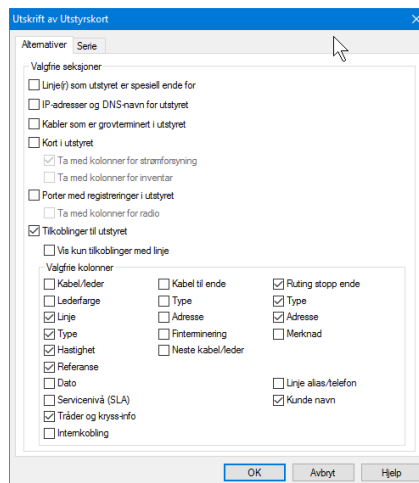 Utskrift av Utstyrskort
Alternativer Serie
Valgfrie seksjoner
Linje(r) som utstyret er spesiell ende for
IP-adresser og DNS-navn for utstyret
Kabler som er grovterminert i utstyret
Kort i utstyret
Ta med kolonner for strømforsyning
Ta med kolonner for inventar
Porter med registreringer i utstyret
Ta med kolonner for radio
Tilkoblinger til utstyret
Vis kun tilkoblinger med linje
Valgfrie kolonner
Kabel/leder Kabel til ende Ruting stopp ende
Lederfarge Type Type
Linje Adresse Adresse
Type Finterminering Merknad
Hastighet Neste kabel/leder
Referanse
Dato Linje alias/telefon
Servicenivå (SLA) Kunde navn
Tråder og kryss-info
Internkobling
OK Avbryt Hjelp